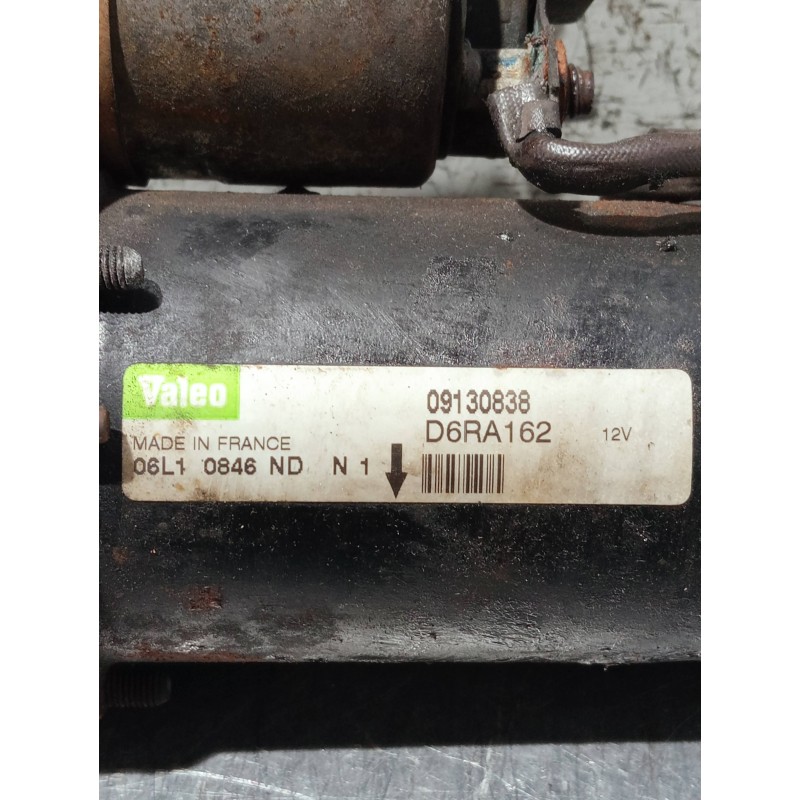 Valeo
09130838
MADE IN FRANCE
D6RA162 12V
06L1 0846 ND N 1